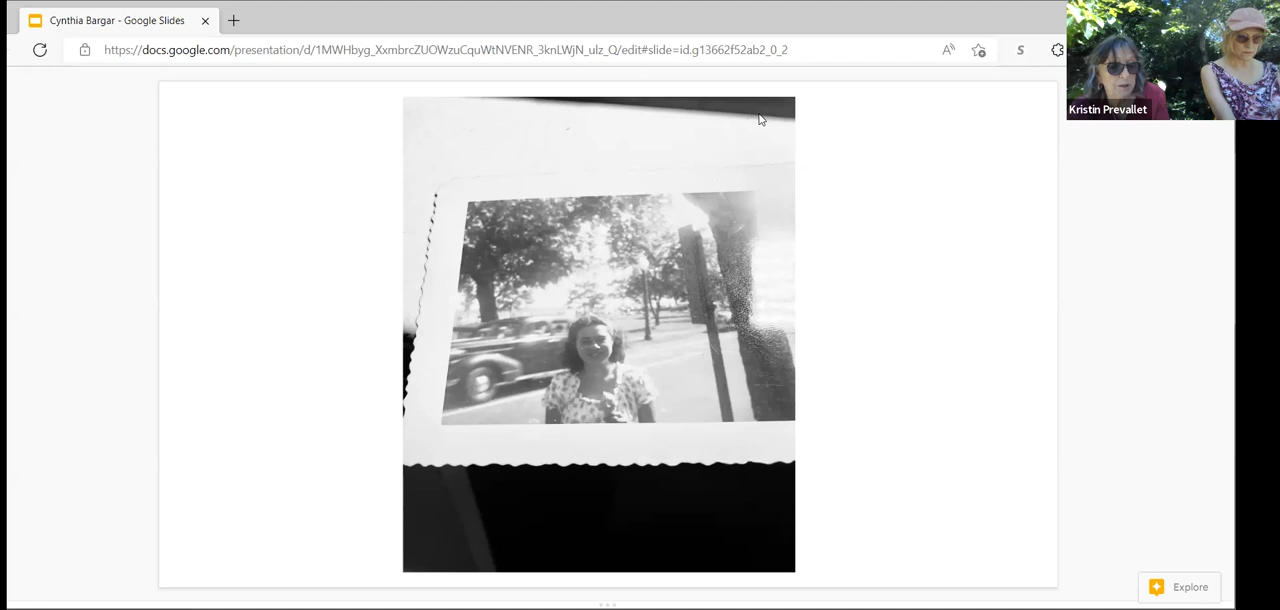 Cynthia Bargar - Google Slides
https://docs.google.com/presentation/d/1MWHbyg_XxmbrcZUOWzuCquWtNVENR_3knLWjN_ulz_Q/edit#slide=id.g13662f52ab2_0_2
A
S
Kristin Prevallet
Explore